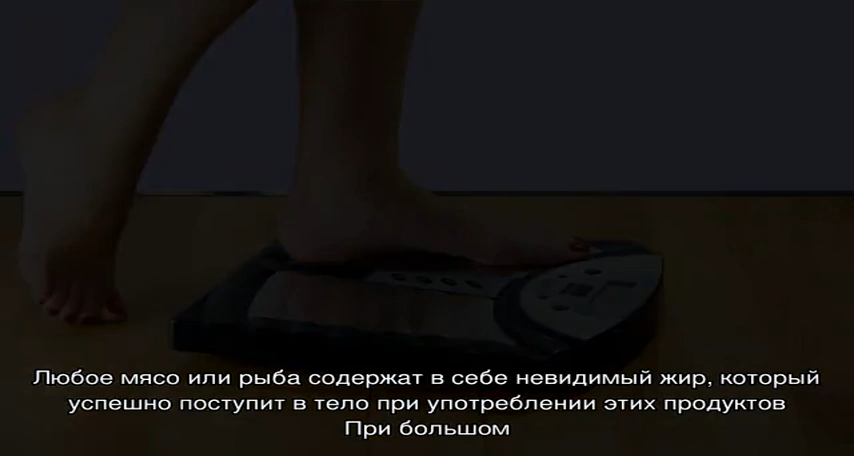 Любое мясо или рыба содержат в себе невидимый жир, который
успешно поступит в тело при употреблении этих продуктов
При большом